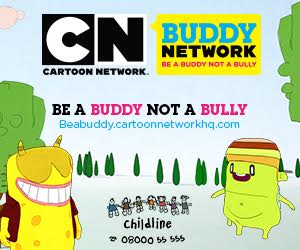 CN
CARTOON NETWORK™
BUDDY
NETWORK
BE A BUDDY NOT A BULLY
BE A BUDDY NOT A BULLY
Beabuddy.cartoonnetworkhq.com
Childline
☎ 08000 55 555